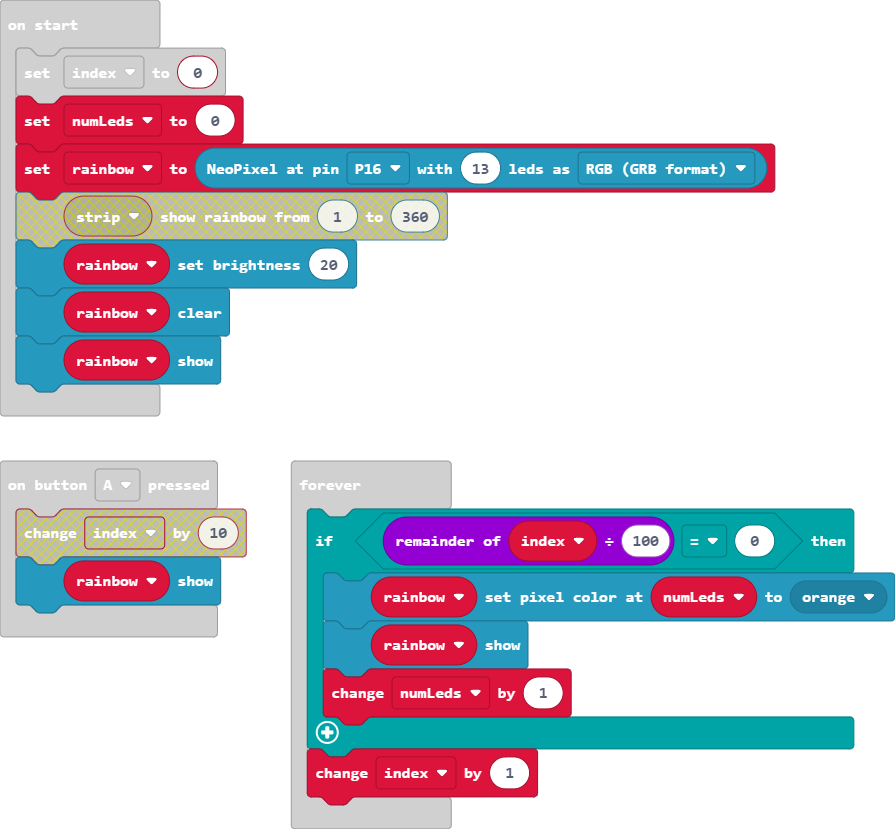 on start
set index to 0
set numLeds to 0
set rainbow to NeoPixel at pin P16 with 13 leds as RGB (GRB format)
strip show rainbow from 1 to 360
rainbow set brightness 20
rainbow clear
rainbow show
on button A pressed
change index by 10
rainbow show
forever
if remainder of index ÷ 100 = 0 then
rainbow set pixel color at numLeds to orange
rainbow show
change numLeds by 1
change index by 1